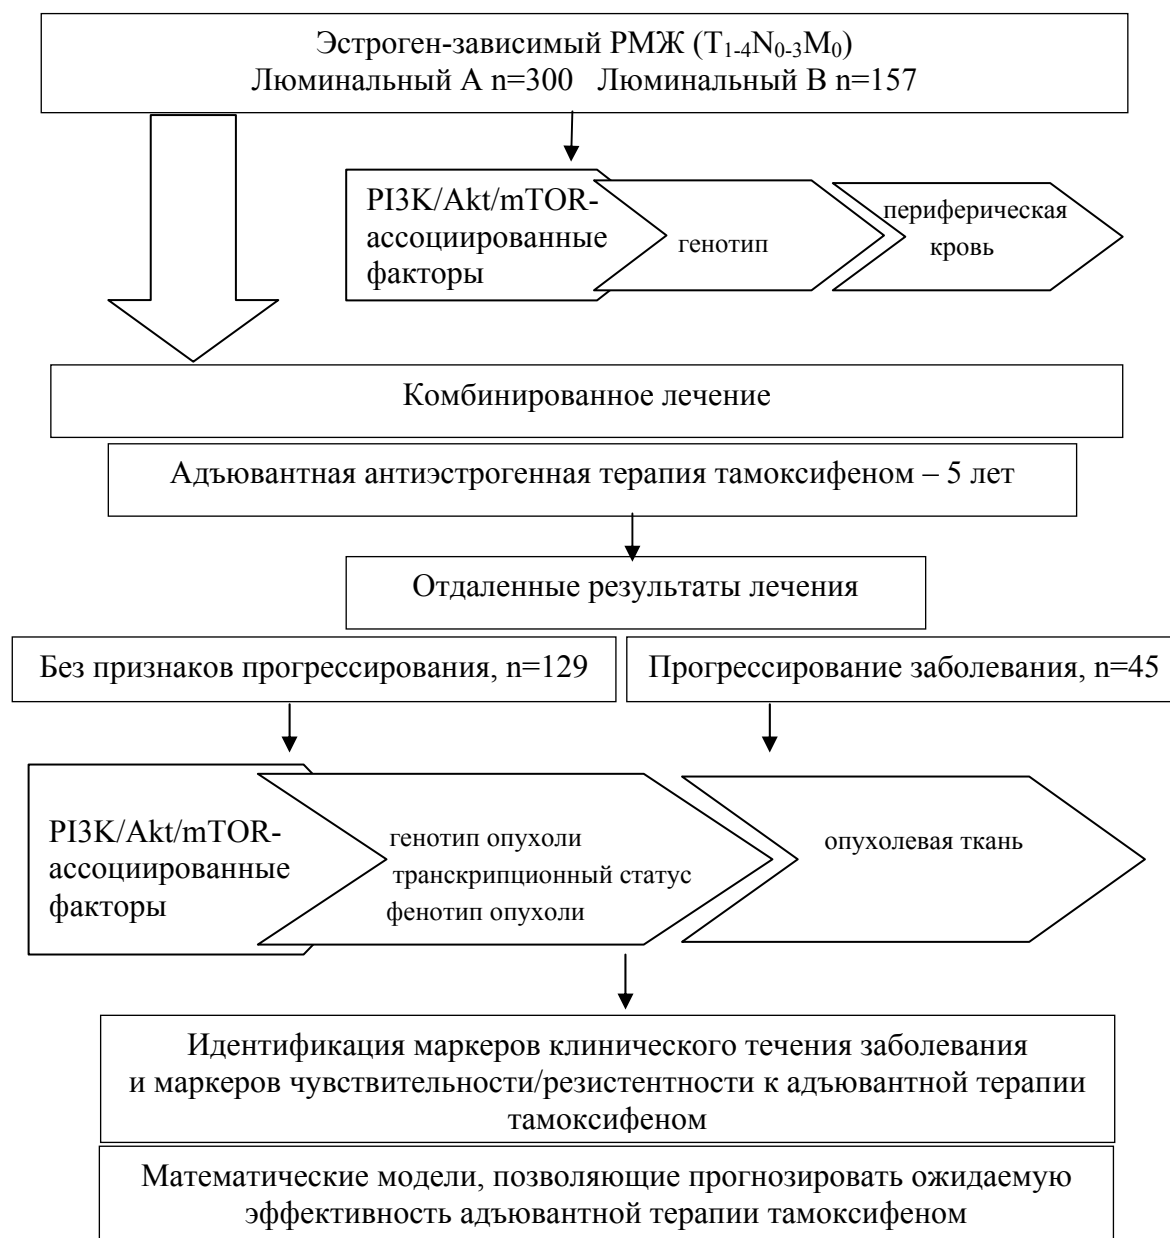 Эстроген-зависимый РМЖ (T₁₋₄N₀₋₃M₀)
Люминальный А n=300 Люминальный В n=157
PI3K/Akt/mTOR-
ассоциированные
факторы
генотип
периферическая
кровь
Комбинированное лечение
Адъювантная антиэстрогенная терапия тамоксифеном – 5 лет
Отдаленные результаты лечения
Без признаков прогрессирования, n=129
Прогрессирование заболевания, n=45
PI3K/Akt/mTOR-
ассоциированные
факторы
генотип опухоли
транскрипционный статус
фенотип опухоли
опухолевая ткань
Идентификация маркеров клинического течения заболевания
и маркеров чувствительности/резистентности к адъювантной терапии
тамоксифеном
Математические модели, позволяющие прогнозировать ожидаемую
эффективность адъювантной терапии тамоксифеном